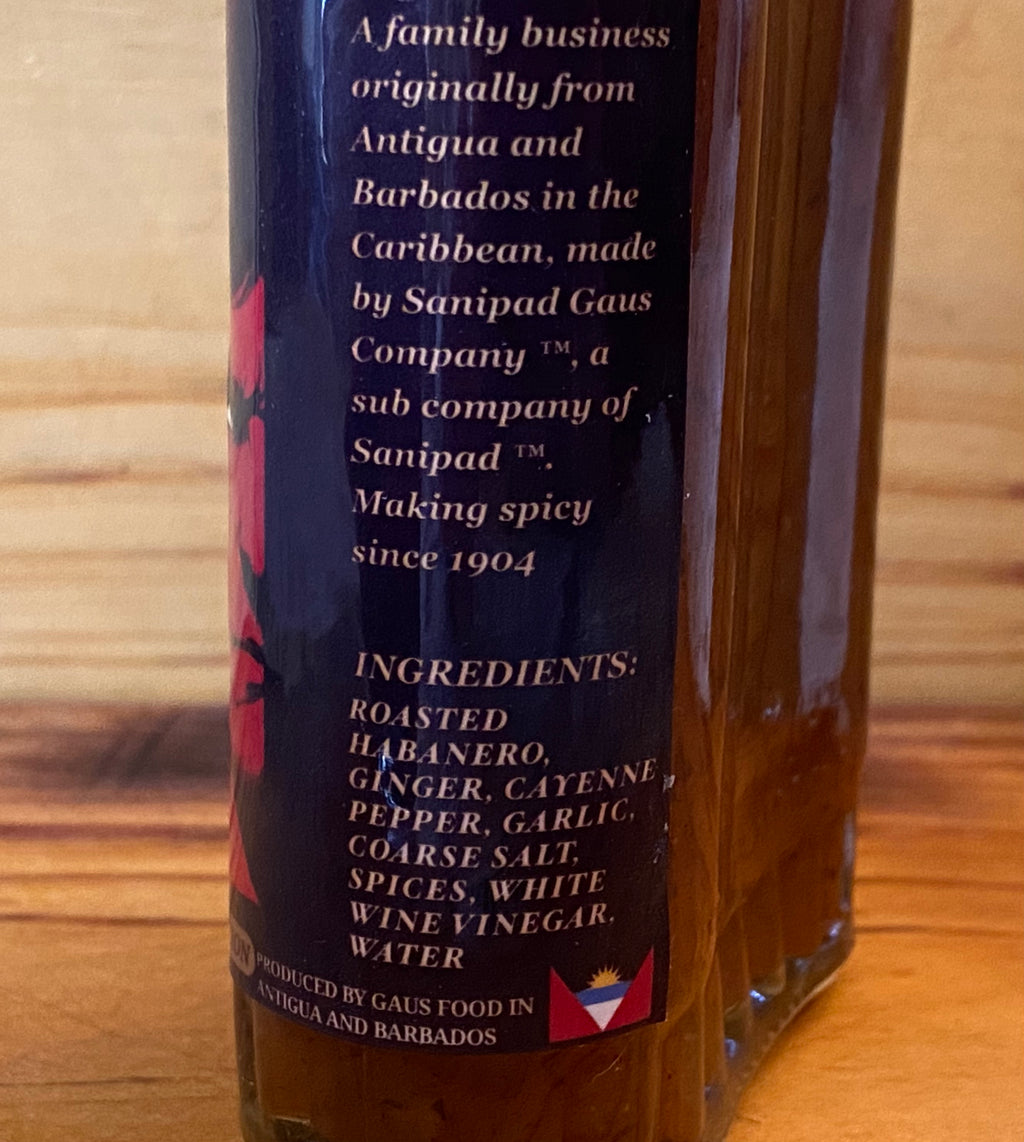 A family business
originally from
Antigua and
Barbados in the
Caribbean, made
by Sanipad Gaus
Company ™, a
sub company of
Sanipad ™.
Making spicy
since 1904
INGREDIENTS:
ROASTED
HABANERO,
GINGER, CAYENNE
PEPPER, GARLIC,
COARSE SALT,
SPICES, WHITE
WINE VINEGAR,
WATER
PRODUCED BY GAUS FOOD IN
ANTIGUA AND BARBADOS